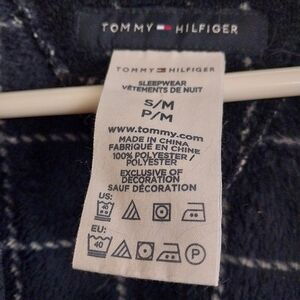 TOMMY HILFIGER
TOMMY HILFIGER
SLEEPWEAR
VÊTEMENTS DE NUIT
S/M
P/M
www.tommy.com
MADE IN CHINA
FABRIQUÉ EN CHINE
100% POLYESTER /
POLYESTER
EXCLUSIVE OF
DECORATION
SAUF DÉCORATION
US:
40
EU:
40
P